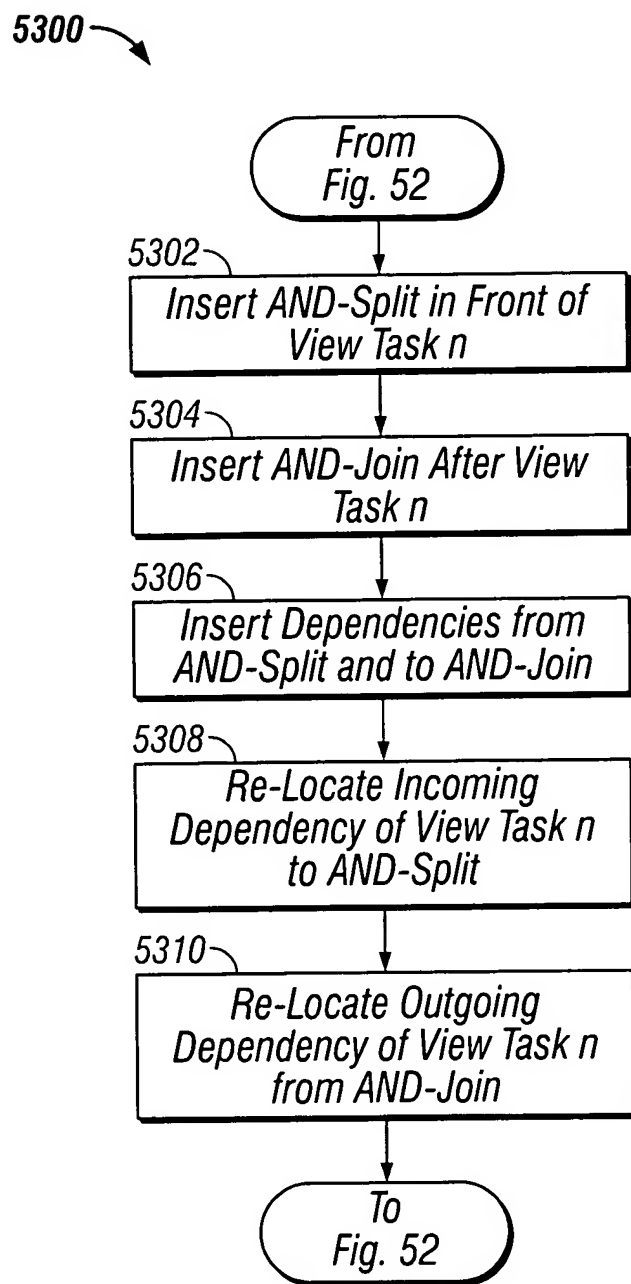 5300
From
Fig. 52
5302
Insert AND-Split in Front of
View Task n
5304
Insert AND-Join After View
Task n
5306
Insert Dependencies from
AND-Split and to AND-Join
5308
Re-Locate Incoming
Dependency of View Task n
to AND-Split
5310
Re-Locate Outgoing
Dependency of View Task n
from AND-Join
To
Fig. 52